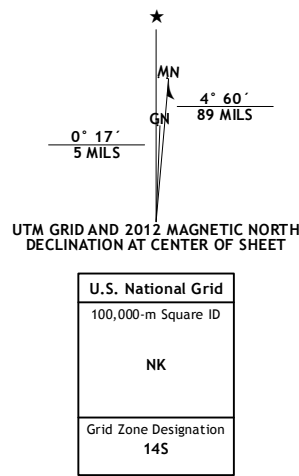 ★
MN
4° 60´
89 MILS
GN
0° 17´
5 MILS
UTM GRID AND 2012 MAGNETIC NORTH
DECLINATION AT CENTER OF SHEET
U.S. National Grid
100,000-m Square ID
NK
Grid Zone Designation
14S